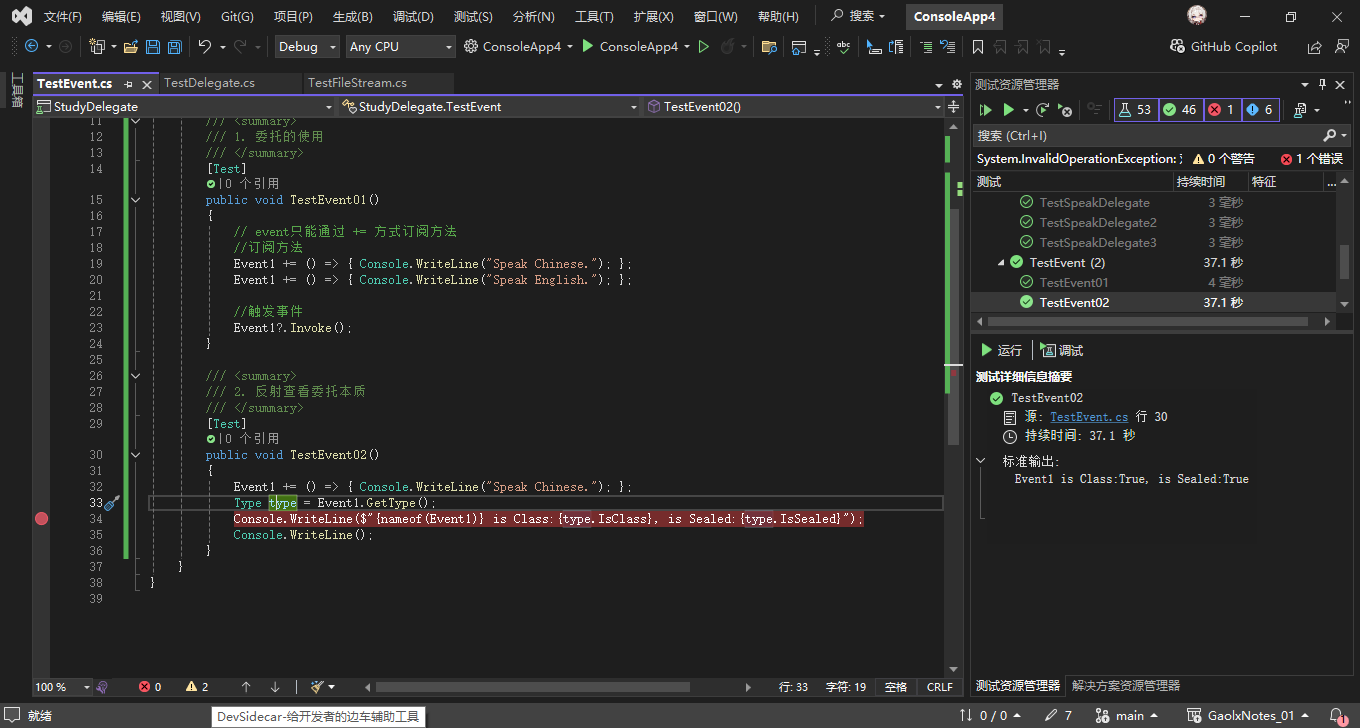 文件(F) 编辑(E) 视图(V) Git(G) 项目(P) 生成(B) 调试(D) 测试(S) 分析(N) 工具(T) 扩展(X) 窗口(W) 帮助(H) 搜索 ConsoleApp4
Debug Any CPU ConsoleApp4 ConsoleApp4 GitHub Copilot
工具箱
TestEvent.cs TestDelegate.cs TestFileStream.cs
StudyDelegate StudyDelegate.TestEvent TestEvent02()
11 /// <summary>
12 /// 1. 委托的使用
13 /// </summary>
14 [Test]
|0 个引用
15 public void TestEvent01()
16 {
17 // event只能通过 += 方式订阅方法
18 //订阅方法
19 Event1 += () => { Console.WriteLine("Speak Chinese."); };
20 Event1 += () => { Console.WriteLine("Speak English."); };
21
22 //触发事件
23 Event1?.Invoke();
24 }
25
26 /// <summary>
27 /// 2. 反射查看委托本质
28 /// </summary>
29 [Test]
|0 个引用
30 public void TestEvent02()
31 {
32 Event1 += () => { Console.WriteLine("Speak Chinese."); };
33 Type type = Event1.GetType();
34 Console.WriteLine($"{nameof(Event1)} is Class:{type.IsClass}, is Sealed:{type.IsSealed}");
35 Console.WriteLine();
36 }
37 }
38 }
39
100 % 0 2 行: 33 字符: 19 空格 CRLF
测试资源管理器
53 46 1 6
搜索 (Ctrl+I)
System.InvalidOperationException: 0 个警告 1 个错误
测试 持续时间 特征 ...
TestSpeakDelegate 3 毫秒
TestSpeakDelegate2 3 毫秒
TestSpeakDelegate3 3 毫秒
TestEvent (2) 37.1 秒
TestEvent01 4 毫秒
TestEvent02 37.1 秒
运行 调试
测试详细信息摘要
TestEvent02
源: TestEvent.cs 行 30
持续时间: 37.1 秒
标准输出:
Event1 is Class:True, is Sealed:True
测试资源管理器 解决方案资源管理器
就绪 DevSidecar-给开发者的边车辅助工具 0 / 0 7 main GaolxNotes_01 1